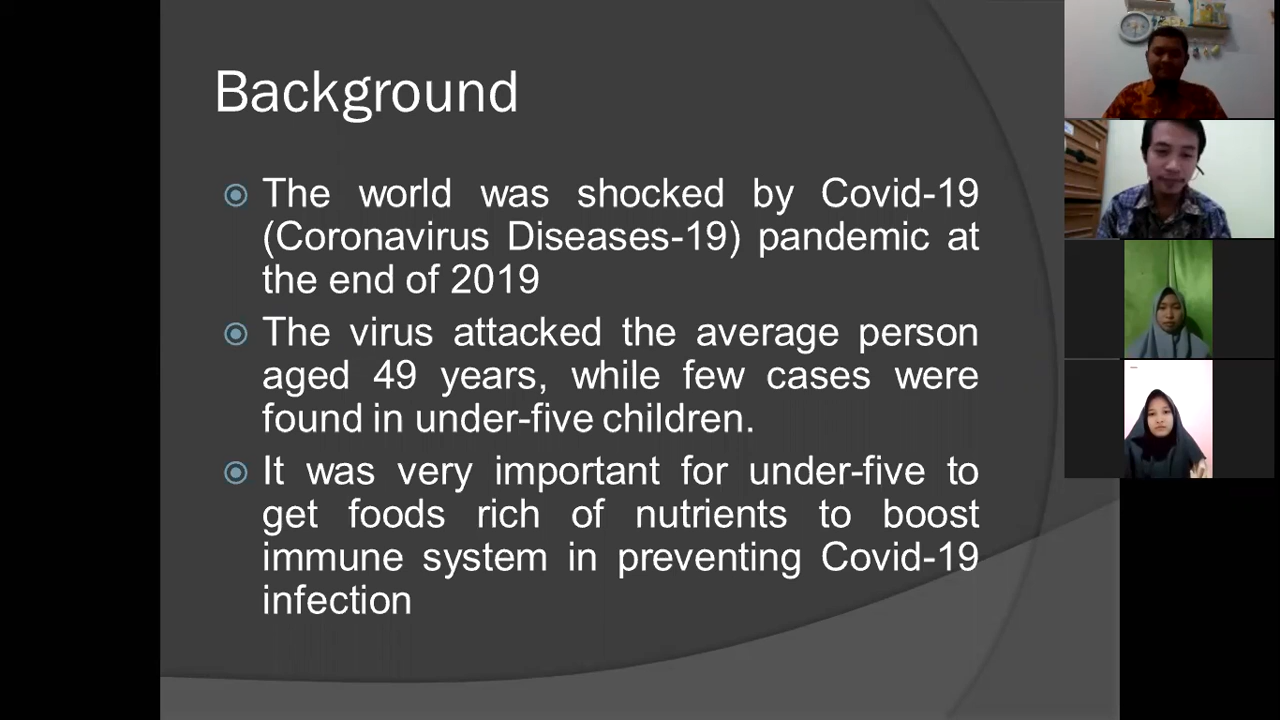 Background
The world was shocked by Covid-19
(Coronavirus Diseases-19) pandemic at
the end of 2019
The virus attacked the average person
aged 49 years, while few cases were
found in under-five children.
It was very important for under-five to
get foods rich of nutrients to boost
immune system in preventing Covid-19
infection